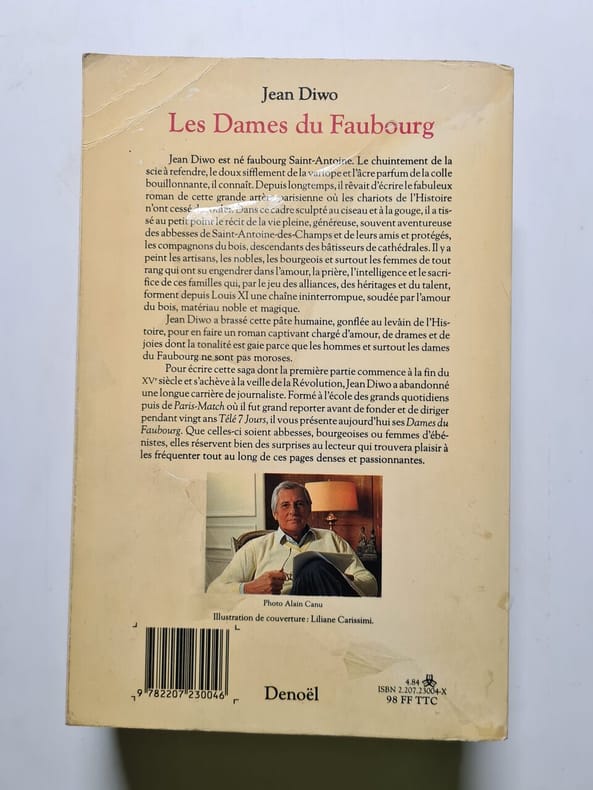 Jean Diwo
Les Dames du Faubourg
Jean Diwo est né faubourg Saint-Antoine. Le chuintement de la
scie à refendre, le doux sifflement de la varlope et l'âcre parfum de la colle
bouillonnante, il connaît. Depuis longtemps, il rêvait d'écrire le fabuleux
roman de cette grande artère parisienne où les chariots de l'Histoire
n'ont cessé de rouler. Dans ce cadre sculpté au ciseau et à la gouge, il a tis-
sé au petit point le récit de la vie pleine, généreuse, souvent aventureuse
des abbesses de Saint-Antoine-des-Champs et de leurs amis et protégés,
les compagnons du bois, descendants des bâtisseurs de cathédrales. Il y a
peint les artisans, les nobles, les bourgeois et surtout les femmes de tout
rang qui ont su engendrer dans l'amour, la prière, l'intelligence et le sacri-
fice de ces familles qui, par le jeu des alliances, des héritages et du talent,
forment depuis Louis XI une chaîne ininterrompue, soudée par l'amour
du bois, matériau noble et magique.
Jean Diwo a brassé cette pâte humaine, gonflée au levain de l'His-
toire, pour en faire un roman captivant chargé d'amour, de drames et de
joies dont la tonalité est gaie parce que les hommes et surtout les dames
du Faubourg ne sont pas moroses.
Pour écrire cette saga dont la première partie commence à la fin du
XVe siècle et s'achève à la veille de la Révolution, Jean Diwo a abandonné
une longue carrière de journaliste. Formé à l'école des grands quotidiens
puis de Paris-Match où il fut grand reporter avant de fonder et de diriger
pendant vingt ans Télé 7 Jours, il vous présente aujourd'hui ses Dames du
Faubourg. Que celles-ci soient abbesses, bourgeoises ou femmes d'ébé-
nistes, elles réservent bien des surprises au lecteur qui trouvera plaisir à
les fréquenter tout au long de ces pages denses et passionnantes.
Photo Alain Canu
Illustration de couverture : Liliane Carissimi.
9 782207 230046
Denoël
4.84
ISBN 2.207.23004-X
98 FF TTC